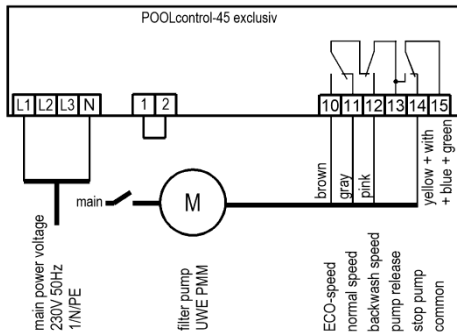 POOLcontrol-45 exclusiv
L1 L2 L3 N
1 2
10 11 12 13 14 15
main
M
brown
gray
pink
yellow + with
+ blue + green
main power voltage
230V 50Hz
1/N/PE
filter pump
UWE PMM
ECO-speed
normal speed
backwash speed
pump release
stop pump
common